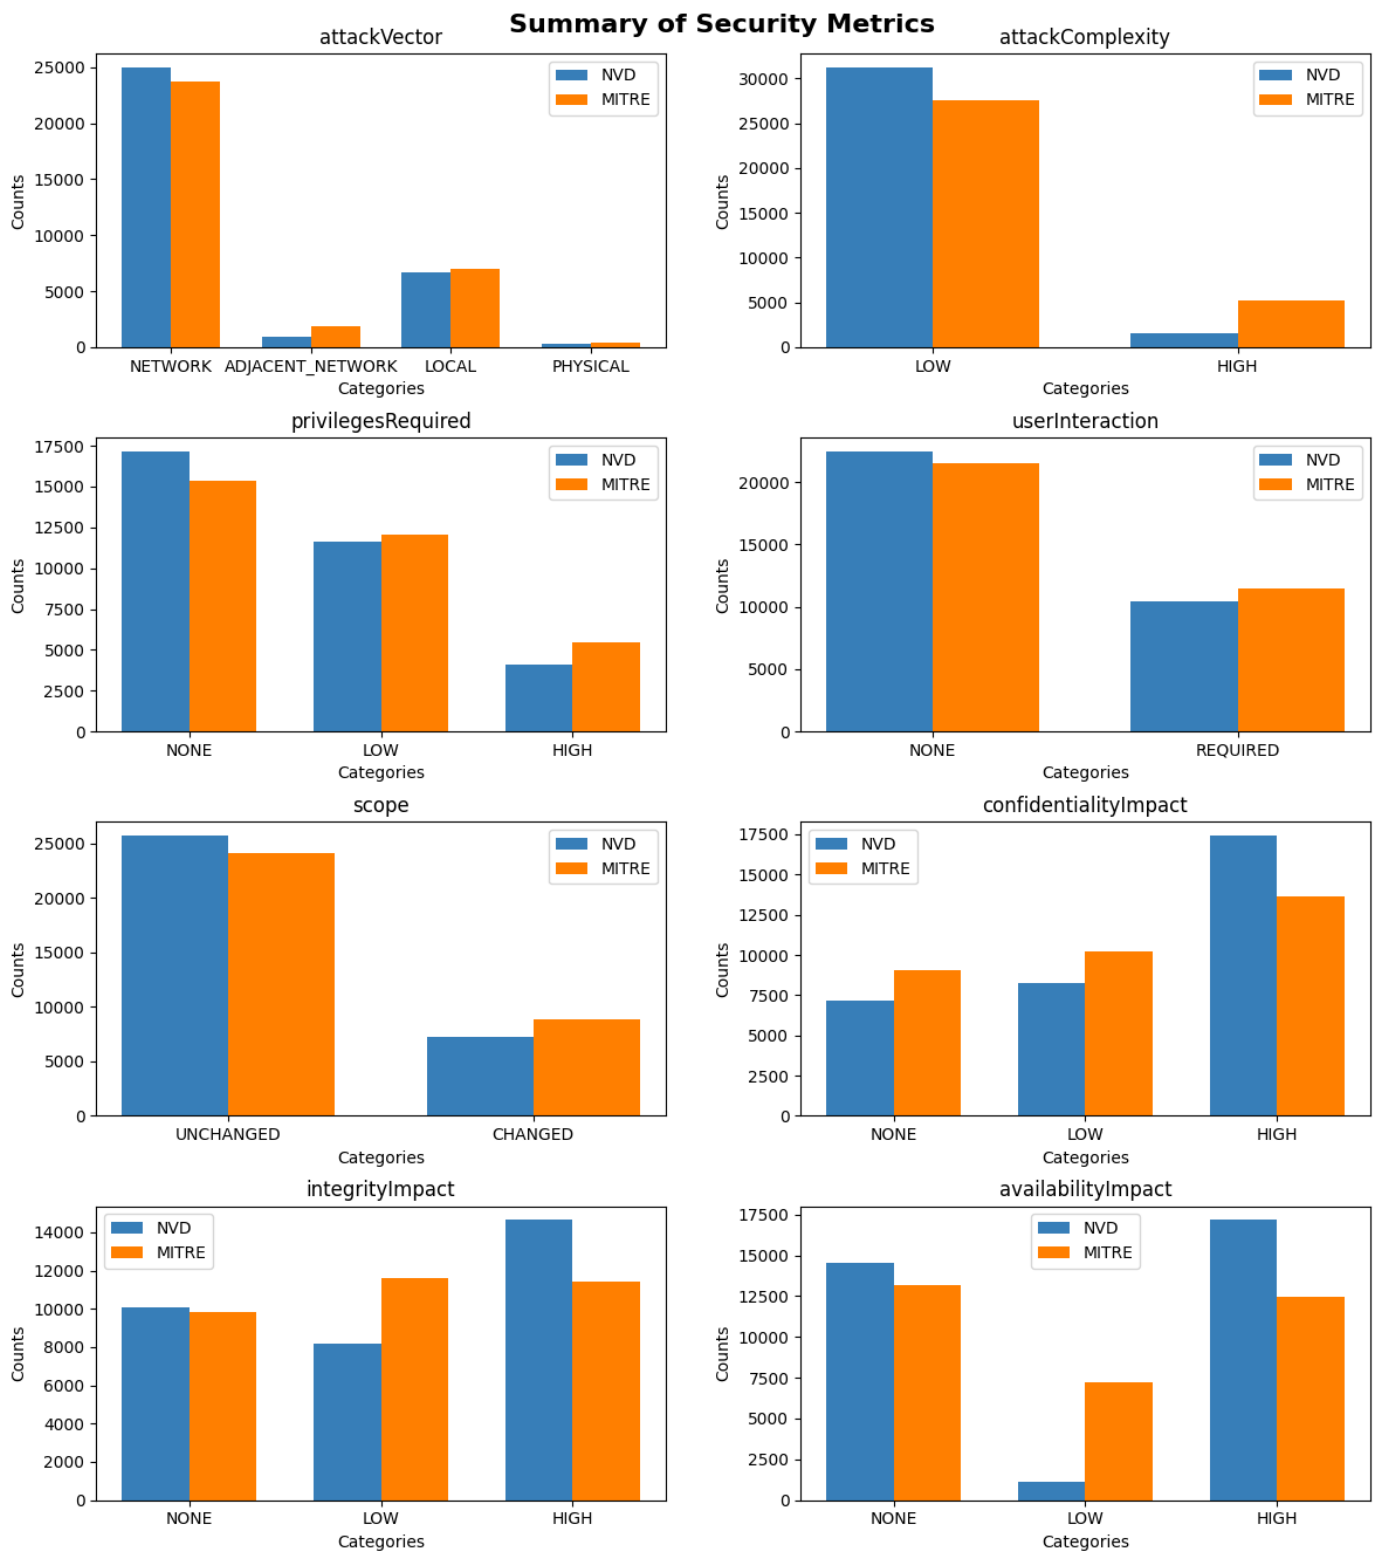 Summary of Security Metrics
attackVector
25000
20000
15000
10000
5000
0
Counts
NVD
MITRE
NETWORK
ADJACENT_NETWORK
LOCAL
PHYSICAL
Categories
attackComplexity
30000
25000
20000
15000
10000
5000
0
Counts
NVD
MITRE
LOW
HIGH
Categories
privilegesRequired
17500
15000
12500
10000
7500
5000
2500
0
Counts
NVD
MITRE
NONE
LOW
HIGH
Categories
userInteraction
20000
15000
10000
5000
0
Counts
NVD
MITRE
NONE
REQUIRED
Categories
scope
25000
20000
15000
10000
5000
0
Counts
NVD
MITRE
UNCHANGED
CHANGED
Categories
confidentialityImpact
17500
15000
12500
10000
7500
5000
2500
0
Counts
NVD
MITRE
NONE
LOW
HIGH
Categories
integrityImpact
14000
12000
10000
8000
6000
4000
2000
0
Counts
NVD
MITRE
NONE
LOW
HIGH
Categories
availabilityImpact
17500
15000
12500
10000
7500
5000
2500
0
Counts
NVD
MITRE
NONE
LOW
HIGH
Categories